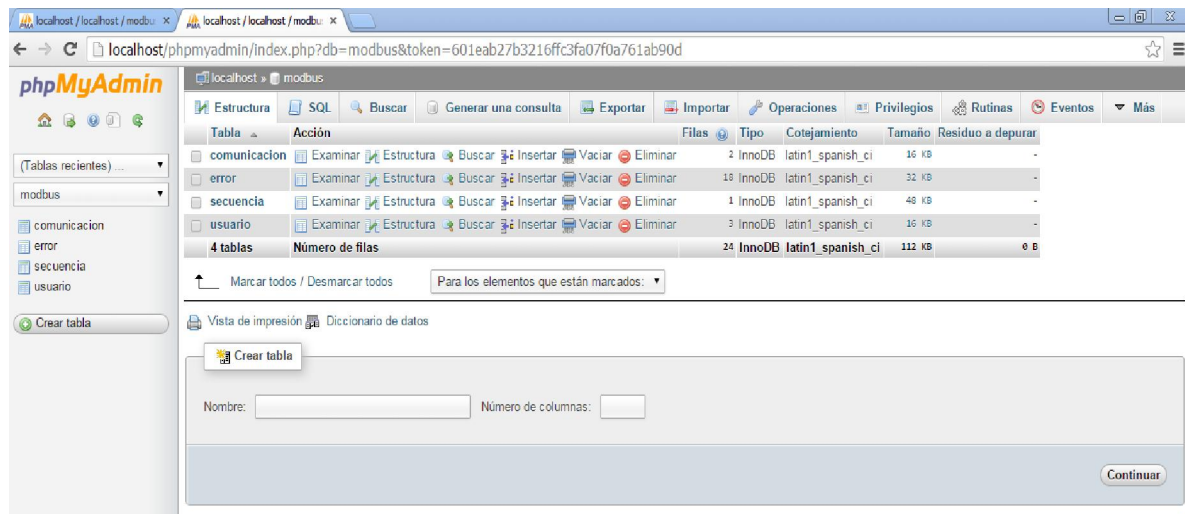 localhost / localhost / modbu ×
localhost / localhost / modbu ×
localhost/phpmyadmin/index.php?db=modbus&token=601eab27b3216ffc3fa07f0a761ab90d
phpMyAdmin
(Tablas recientes) ...
modbus
comunicacion
error
secuencia
usuario
Crear tabla
localhost » modbus
Estructura SQL Buscar Generar una consulta Exportar Importar Operaciones Privilegios Rutinas Eventos Más
Tabla Acción Filas Tipo Cotejamiento Tamaño Residuo a depurar
comunicacion Examinar Estructura Buscar Insertar Vaciar Eliminar 2 InnoDB latin1_spanish_ci 16 KB -
error Examinar Estructura Buscar Insertar Vaciar Eliminar 18 InnoDB latin1_spanish_ci 32 KB -
secuencia Examinar Estructura Buscar Insertar Vaciar Eliminar 1 InnoDB latin1_spanish_ci 48 KB -
usuario Examinar Estructura Buscar Insertar Vaciar Eliminar 3 InnoDB latin1_spanish_ci 16 KB -
4 tablas Número de filas 24 InnoDB latin1_spanish_ci 112 KB 0 B
Marcar todos / Desmarcar todos Para los elementos que están marcados:
Vista de impresión Diccionario de datos
Crear tabla
Nombre: Número de columnas:
Continuar